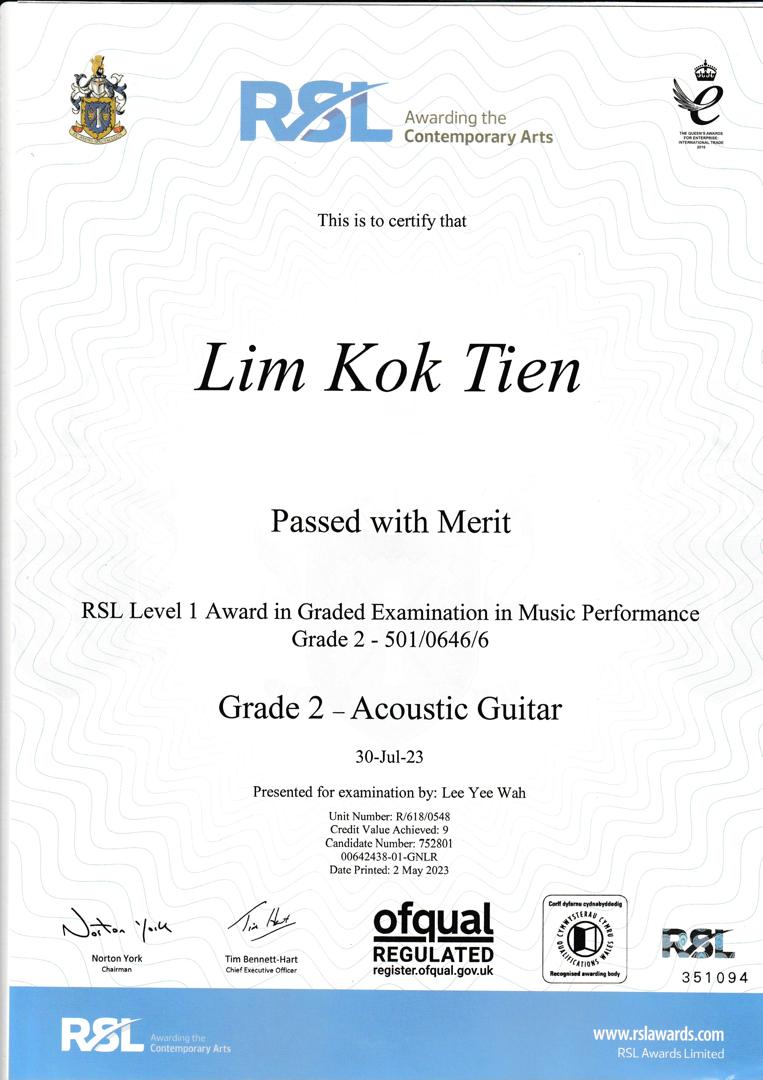 RSL
Awarding the
Contemporary Arts
THE QUEEN'S AWARDS
FOR ENTERPRISE:
INTERNATIONAL TRADE
2019
This is to certify that
Lim Kok Tien
Passed with Merit
RSL Level 1 Award in Graded Examination in Music Performance
Grade 2 - 501/0646/6
Grade 2 – Acoustic Guitar
30-Jul-23
Presented for examination by: Lee Yee Wah
Unit Number: R/618/0548
Credit Value Achieved: 9
Candidate Number: 752801
00642438-01-GNLR
Date Printed: 2 May 2023
Norton York
Norton York
Chairman
Tim Bennett-Hart
Chief Executive Officer
ofqual
REGULATED
register.ofqual.gov.uk
Corff dyfarnu cydnabyddedig
CYMWYSTERAU CYMRU
QUALIFICATIONS WALES
Recognised awarding body
RSL
351094
RSL
Awarding the
Contemporary Arts
www.rslawards.com
RSL Awards Limited